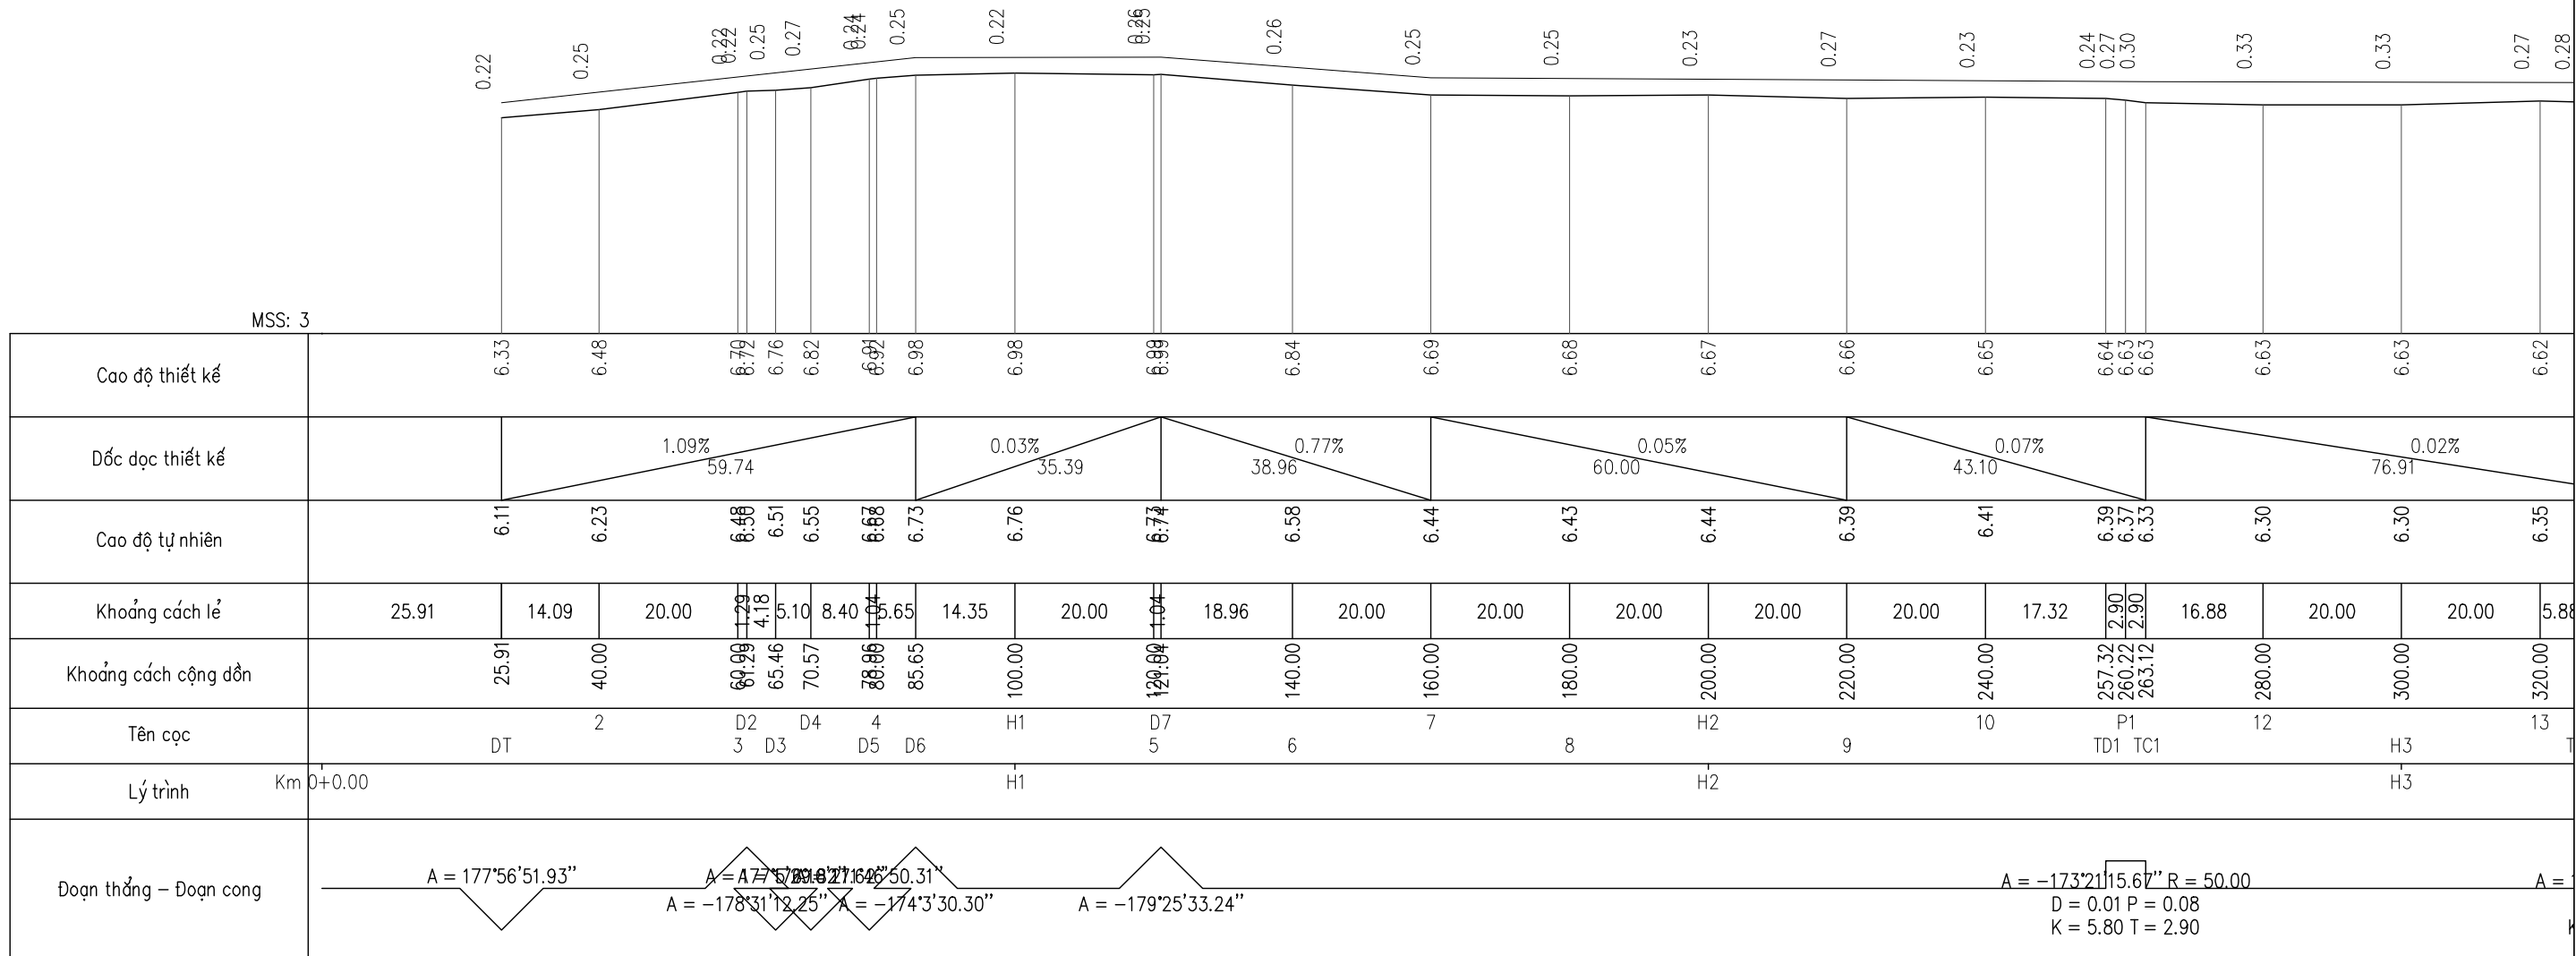 0.22 0.25 0.22 0.22 0.25 0.27 0.24 0.24 0.25 0.22 0.26 0.25 0.26 0.25 0.25 0.23 0.27 0.23 0.24 0.27 0.30 0.33 0.33 0.27 0.28
MSS: 3
Cao độ thiết kế 6.33 6.48 6.70 6.72 6.76 6.82 6.91 6.92 6.98 6.98 6.99 6.99 6.84 6.69 6.68 6.67 6.66 6.65 6.64 6.63 6.63 6.63 6.63 6.62
Dốc dọc thiết kế
1.09% 0.03% 0.77% 0.05% 0.07% 0.02%
59.74 35.39 38.96 60.00 43.10 76.91
Cao độ tự nhiên 6.11 6.23 6.48 6.50 6.51 6.55 6.67 6.68 6.73 6.76 6.73 6.74 6.58 6.44 6.43 6.44 6.39 6.41 6.39 6.37 6.33 6.30 6.30 6.35
Khoảng cách lẻ 25.91 14.09 20.00 1.29 4.18 5.10 8.40 1.04 5.65 14.35 20.00 1.04 18.96 20.00 20.00 20.00 20.00 20.00 17.32 2.90 2.90 16.88 20.00 20.00 5.88
Khoảng cách cộng dồn 25.91 40.00 60.00 61.29 65.46 70.57 78.96 80.00 85.65 100.00 120.00 121.04 140.00 160.00 180.00 200.00 220.00 240.00 257.32 260.22 263.12 280.00 300.00 320.00
Tên cọc
2 D2 D4 4 H1 D7 7 H2 10 P1 12 13
DT 3 D3 D5 D6 5 6 8 9 TD1 TC1 H3 T
Lý trình
Km 0+0.00 H1 H2 H3
Đoạn thẳng – Đoạn cong
A = 177°56'51.93" A = -173°21'15.67" R = 50.00 A =
A = -178°31'12.25" A = -174°3'30.30" A = -179°25'33.24" D = 0.01 P = 0.08
K = 5.80 T = 2.90